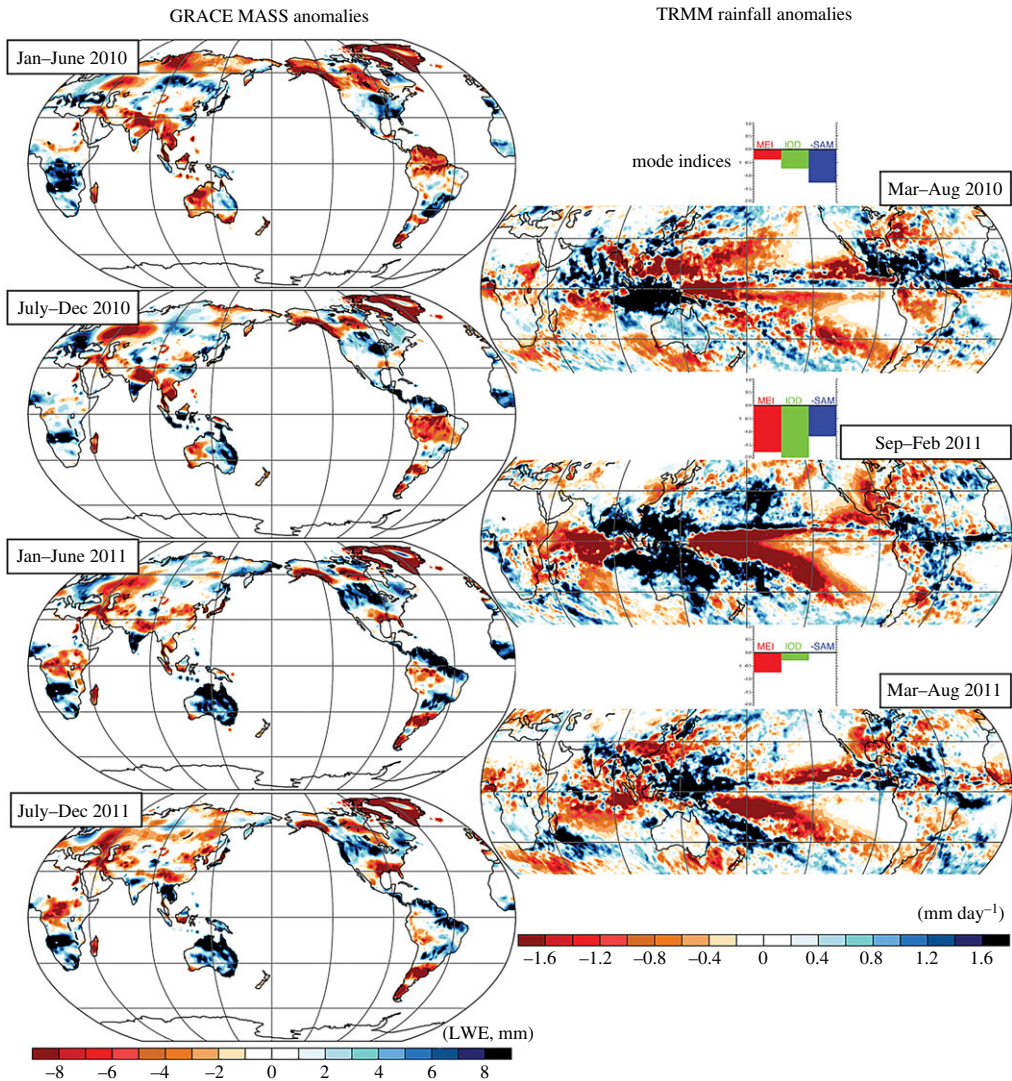 GRACE MASS anomalies
TRMM rainfall anomalies
Jan–June 2010
mode indices
MEI IOD -SAM
Mar–Aug 2010
July–Dec 2010
MEI IOD -SAM
Sep–Feb 2011
Jan–June 2011
MEI IOD -SAM
Mar–Aug 2011
July–Dec 2011
(mm day⁻¹)
−1.6 −1.2 −0.8 −0.4 0 0.4 0.8 1.2 1.6
(LWE, mm)
−8 −6 −4 −2 0 2 4 6 8